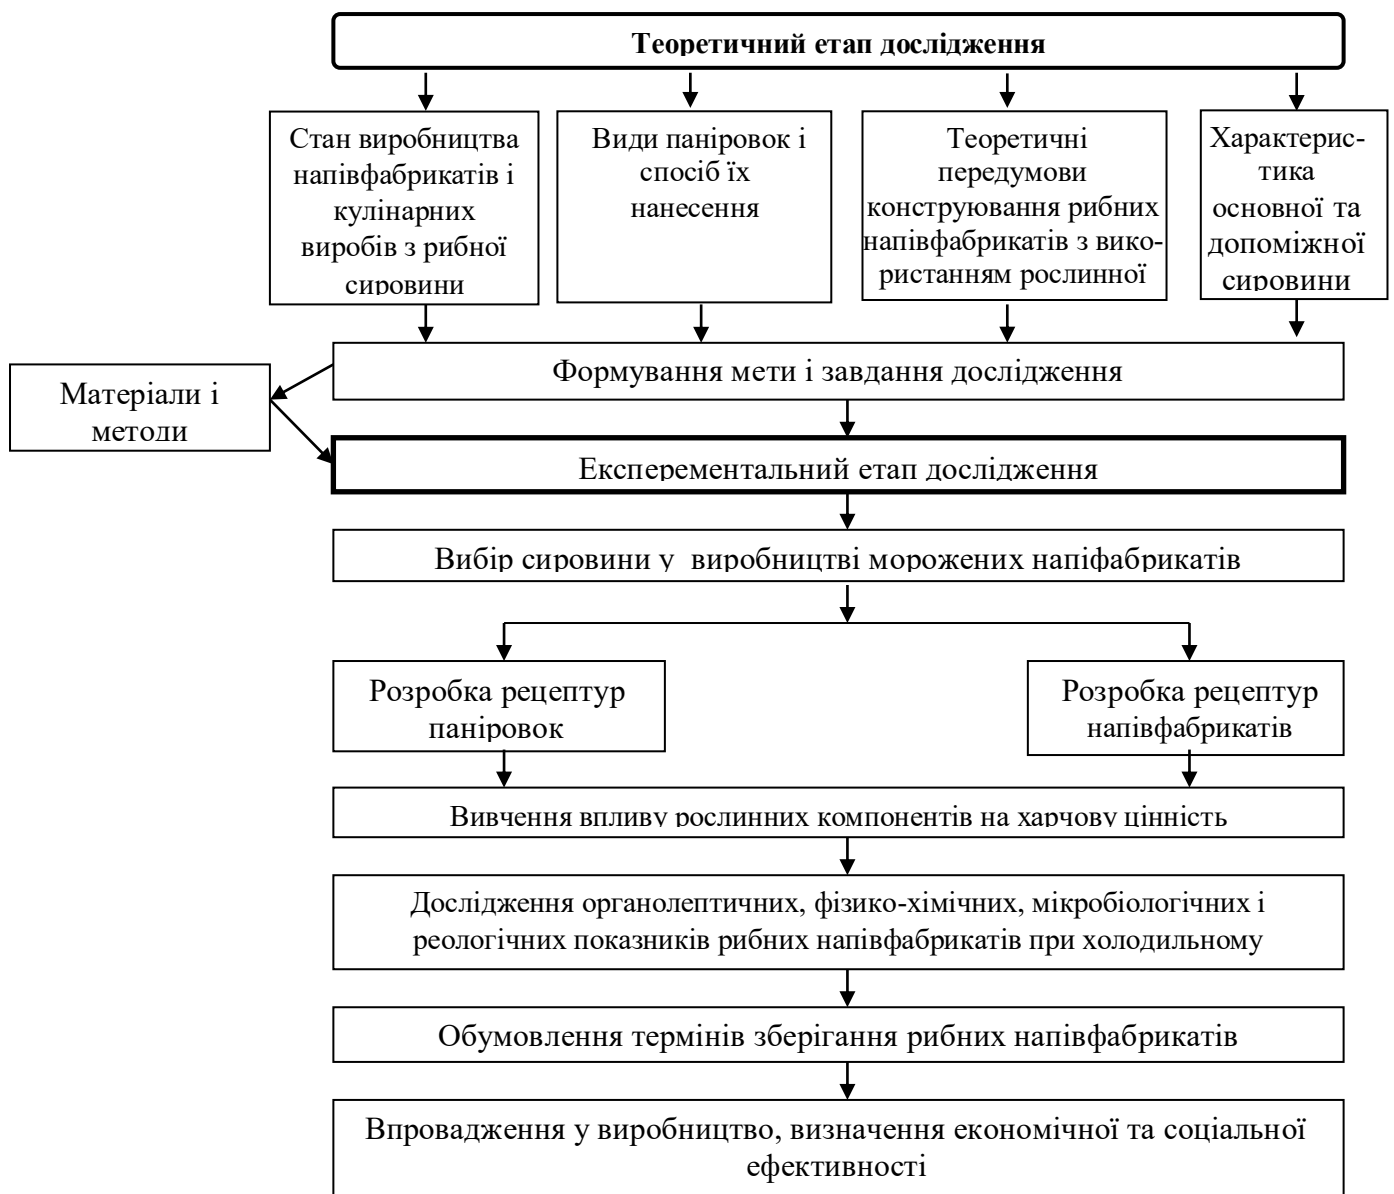 Теоретичний етап дослідження
Стан виробництва
напівфабрикатів і
кулінарних
виробів з рибної
сировини
Види паніровок і
спосіб їх
нанесення
Теоретичні
передумови
конструювання рибних
напівфабрикатів з вико-
ристанням рослинної
Характерис-
тика
основної та
допоміжної
сировини
Формування мети і завдання дослідження
Матеріали і
методи
Експерементальний етап дослідження
Вибір сировини у виробництві морожених напіфабрикатів
Розробка рецептур
паніровок
Розробка рецептур
напівфабрикатів
Вивчення впливу рослинних компонентів на харчову цінність
Дослідження органолептичних, фізико-хімічних, мікробіологічних і
реологічних показників рибних напівфабрикатів при холодильному
Обумовлення термінів зберігання рибних напівфабрикатів
Впровадження у виробництво, визначення економічної та соціальної
ефективності